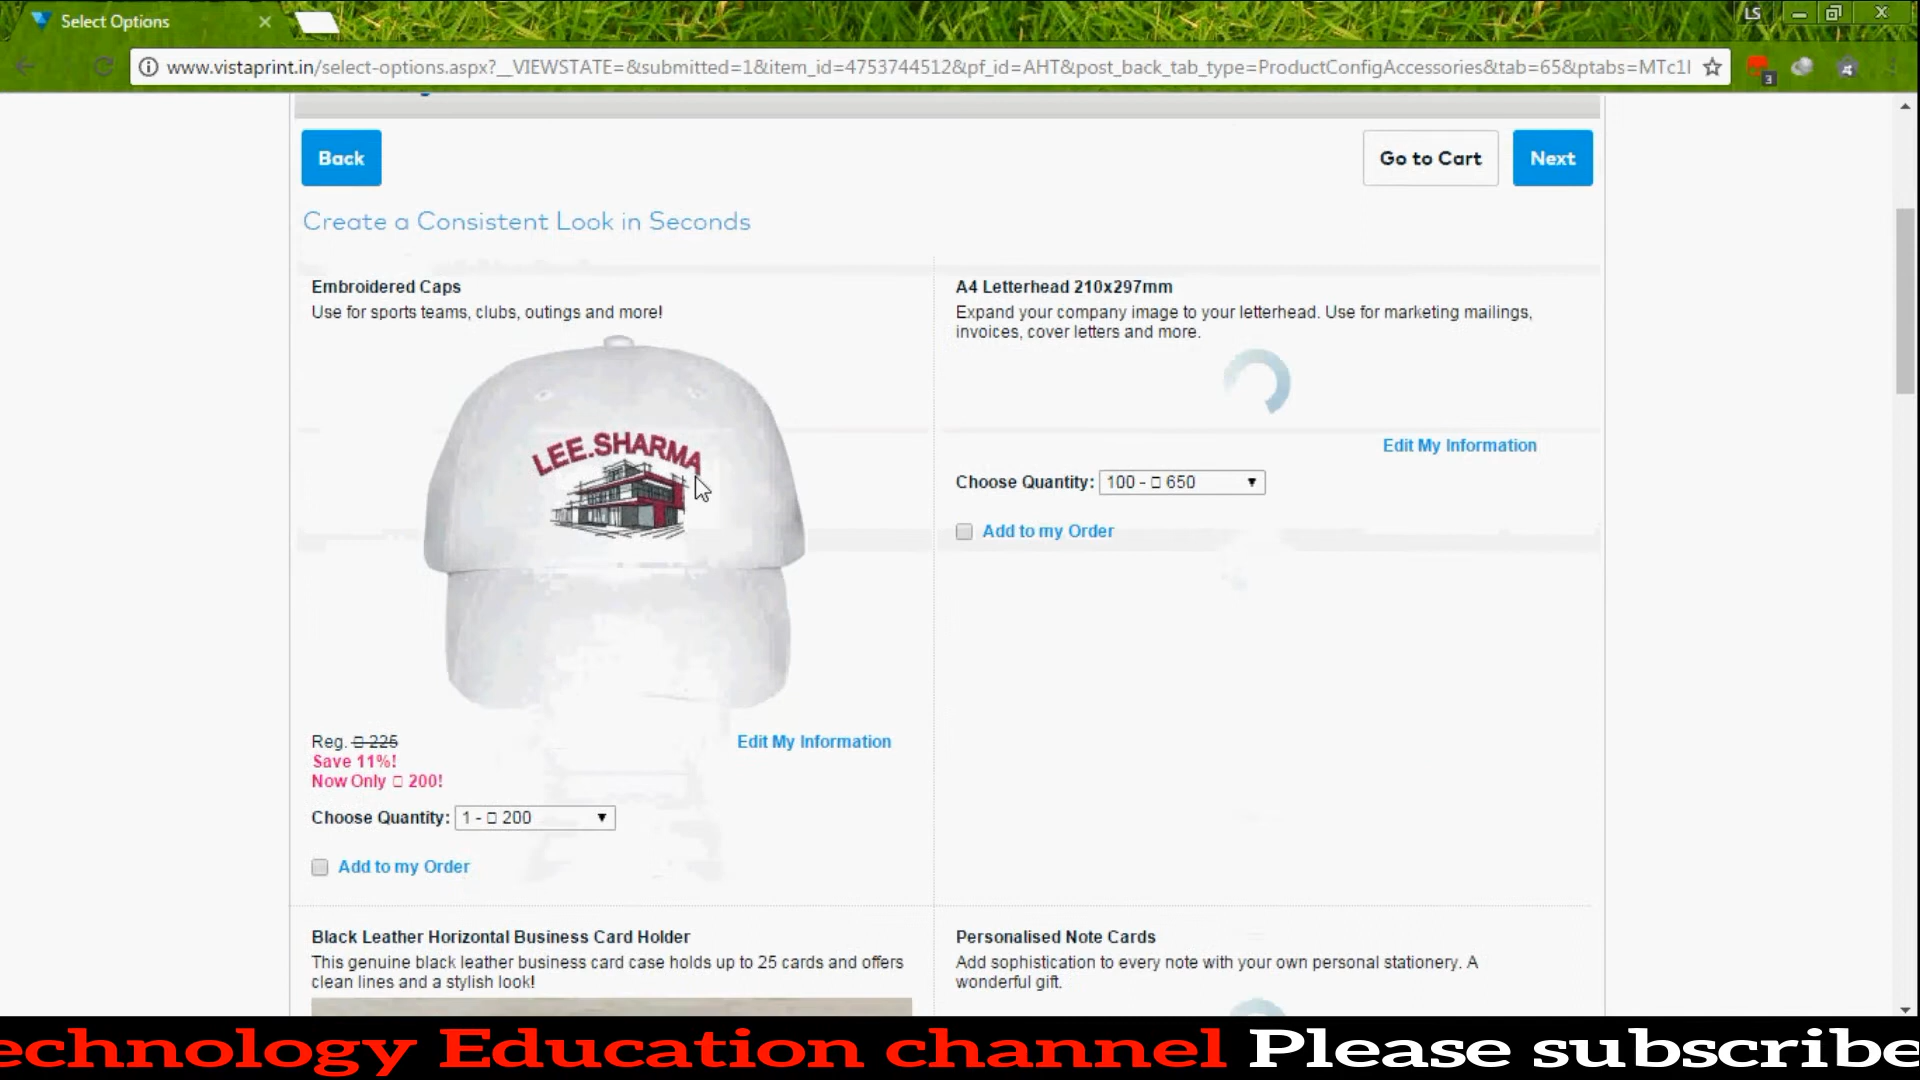 Select Options
LS
www.vistaprint.in/select-options.aspx?__VIEWSTATE=&submitted=1&item_id=4753744512&pf_id=AHT&post_back_tab_type=ProductConfigAccessories&tab=65&ptabs=MTc1l
3
Back
Go to Cart
Next
Create a Consistent Look in Seconds
Embroidered Caps
Use for sports teams, clubs, outings and more!
LEE.SHARMA
Reg. 225
Save 11%!
Now Only 200!
Edit My Information
Choose Quantity: 1 - 200
Add to my Order
A4 Letterhead 210x297mm
Expand your company image to your letterhead. Use for marketing mailings,
invoices, cover letters and more.
Edit My Information
Choose Quantity: 100 - 650
Add to my Order
Black Leather Horizontal Business Card Holder
This genuine black leather business card case holds up to 25 cards and offers
clean lines and a stylish look!
Personalised Note Cards
Add sophistication to every note with your own personal stationery. A
wonderful gift.
echnology Education channel Please subscribe